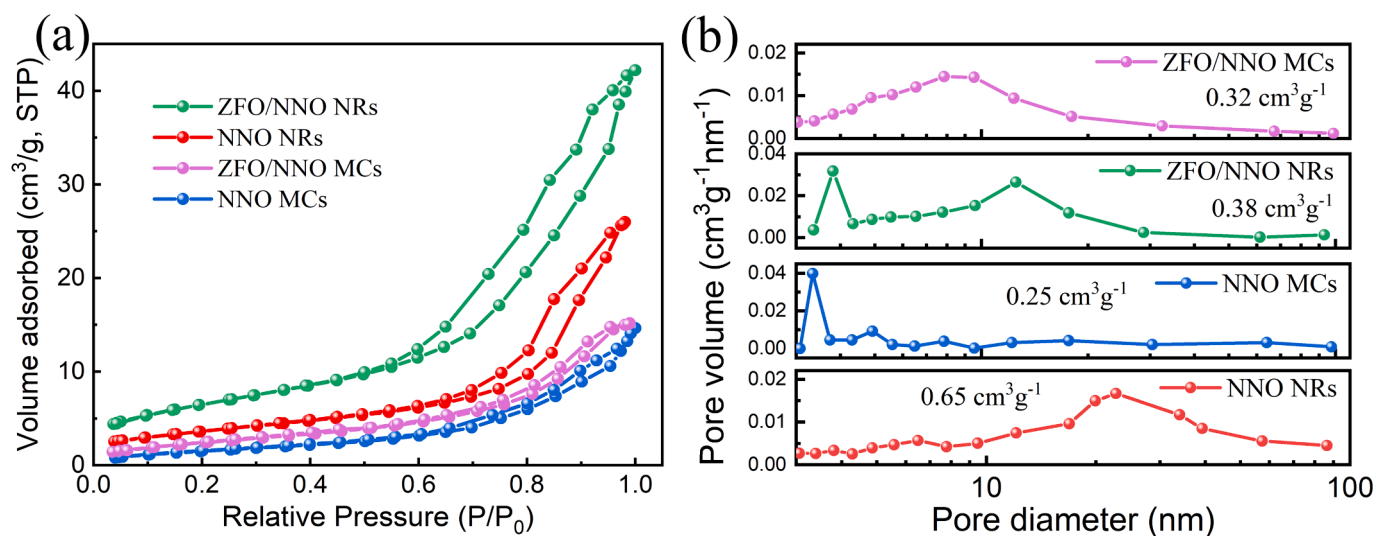 (a)
Volume adsorbed (cm³/g, STP)
40
30
20
10
0
ZFO/NNO NRs
NNO NRs
ZFO/NNO MCs
NNO MCs
0.0 0.2 0.4 0.6 0.8 1.0
Relative Pressure (P/P₀)
(b)
Pore volume (cm³g⁻¹nm⁻¹)
0.02
0.01
0.00
ZFO/NNO MCs
0.32 cm³g⁻¹
0.04
0.02
0.00
ZFO/NNO NRs
0.38 cm³g⁻¹
0.04
0.02
0.00
NNO MCs
0.25 cm³g⁻¹
0.02
0.01
0.00
NNO NRs
0.65 cm³g⁻¹
10 100
Pore diameter (nm)